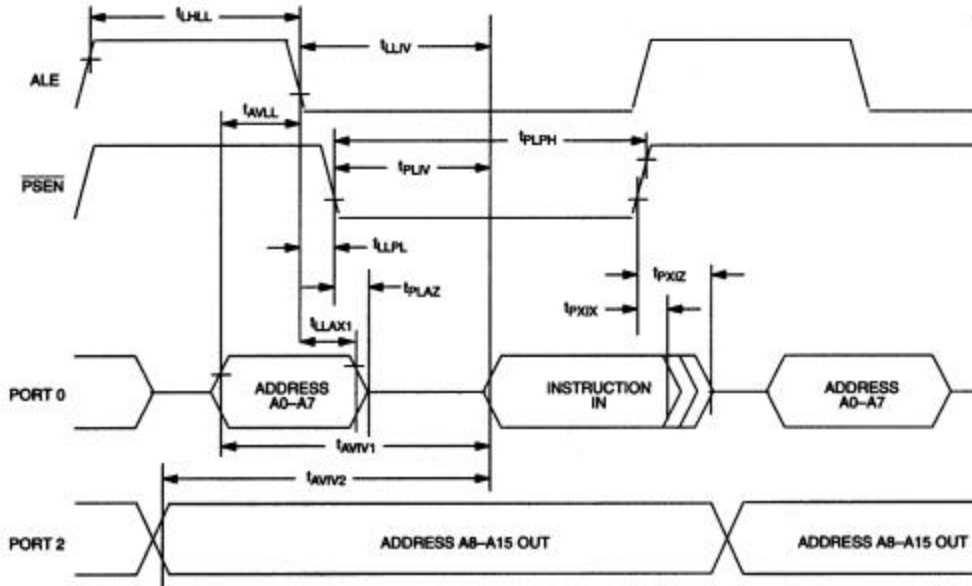 tLHLL
tLLIV
ALE
tAVLL
tPLPH
tPLIV
PSEN
tLLPL
tPLAZ
tPXIZ
tPXIX
tLLAX1
PORT 0
ADDRESS
A0–A7
INSTRUCTION
IN
ADDRESS
A0–A7
tAVIV1
tAVIV2
PORT 2
ADDRESS A8–A15 OUT
ADDRESS A8–A15 OUT